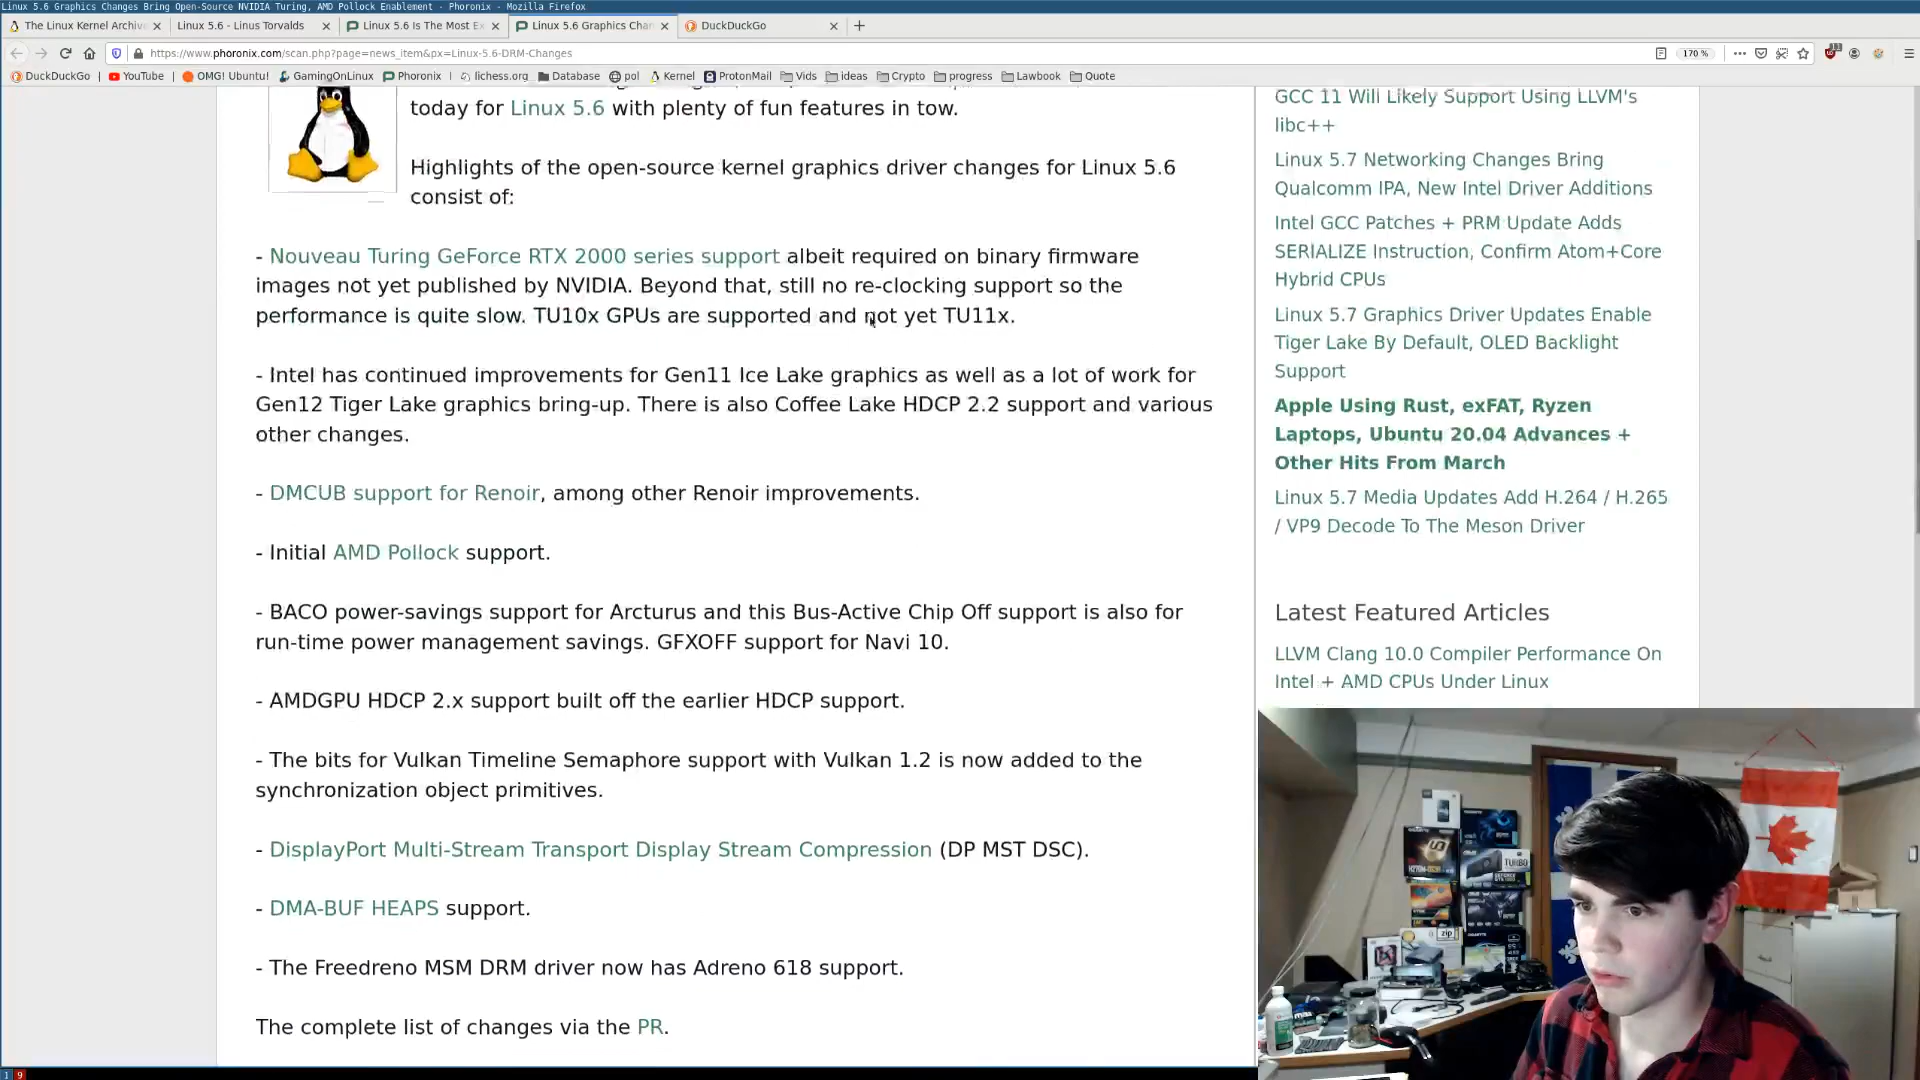 Linux 5.6 Graphics Changes Bring Open-Source NVIDIA Turing, AMD Pollock Enablement - Phoronix - Mozilla Firefox
The Linux Kernel Archive
Linux 5.6 - Linus Torvalds
Linux 5.6 Is The Most Ex
Linux 5.6 Graphics Chan
DuckDuckGo
https://www.phoronix.com/scan.php?page=news_item&px=Linux-5.6-DRM-Changes
170 %
DuckDuckGo
YouTube
OMG! Ubuntu!
GamingOnLinux
Phoronix
lichess.org
Database
pol
Kernel
ProtonMail
Vids
ideas
Crypto
progress
Lawbook
Quote
today for Linux 5.6 with plenty of fun features in tow.
Highlights of the open-source kernel graphics driver changes for Linux 5.6
consist of:
- Nouveau Turing GeForce RTX 2000 series support albeit required on binary firmware
images not yet published by NVIDIA. Beyond that, still no re-clocking support so the
performance is quite slow. TU10x GPUs are supported and not yet TU11x.
- Intel has continued improvements for Gen11 Ice Lake graphics as well as a lot of work for
Gen12 Tiger Lake graphics bring-up. There is also Coffee Lake HDCP 2.2 support and various
other changes.
- DMCUB support for Renoir, among other Renoir improvements.
- Initial AMD Pollock support.
- BACO power-savings support for Arcturus and this Bus-Active Chip Off support is also for
run-time power management savings. GFXOFF support for Navi 10.
- AMDGPU HDCP 2.x support built off the earlier HDCP support.
- The bits for Vulkan Timeline Semaphore support with Vulkan 1.2 is now added to the
synchronization object primitives.
- DisplayPort Multi-Stream Transport Display Stream Compression (DP MST DSC).
- DMA-BUF HEAPS support.
- The Freedreno MSM DRM driver now has Adreno 618 support.
The complete list of changes via the PR.
GCC 11 Will Likely Support Using LLVM's
libc++
Linux 5.7 Networking Changes Bring
Qualcomm IPA, New Intel Driver Additions
Intel GCC Patches + PRM Update Adds
SERIALIZE Instruction, Confirm Atom+Core
Hybrid CPUs
Linux 5.7 Graphics Driver Updates Enable
Tiger Lake By Default, OLED Backlight
Support
Apple Using Rust, exFAT, Ryzen
Laptops, Ubuntu 20.04 Advances +
Other Hits From March
Linux 5.7 Media Updates Add H.264 / H.265
/ VP9 Decode To The Meson Driver
Latest Featured Articles
LLVM Clang 10.0 Compiler Performance On
Intel + AMD CPUs Under Linux
TURBO
zip
1 9